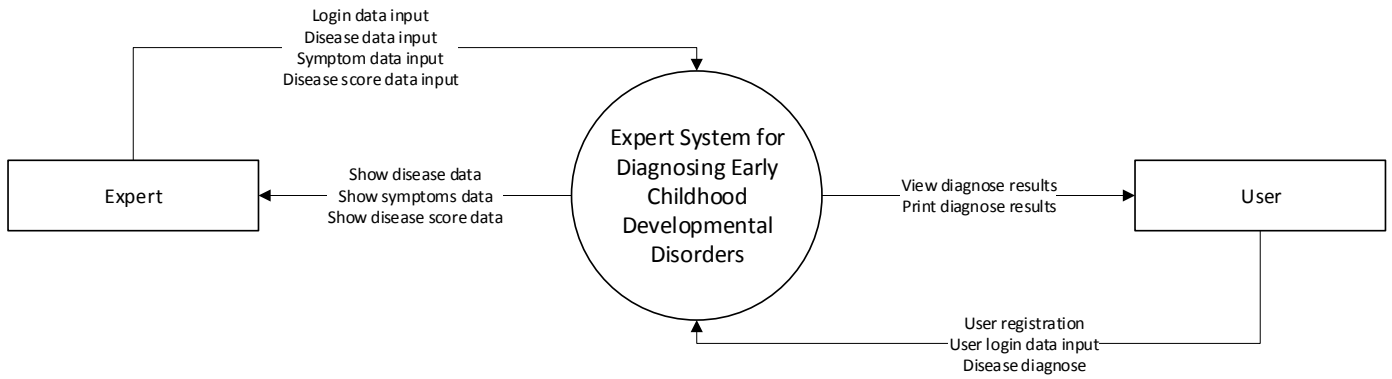 Login data input
Disease data input
Symptom data input
Disease score data input
Expert
Show disease data
Show symptoms data
Show disease score data
Expert System for
Diagnosing Early
Childhood
Developmental
Disorders
View diagnose results
Print diagnose results
User
User registration
User login data input
Disease diagnose